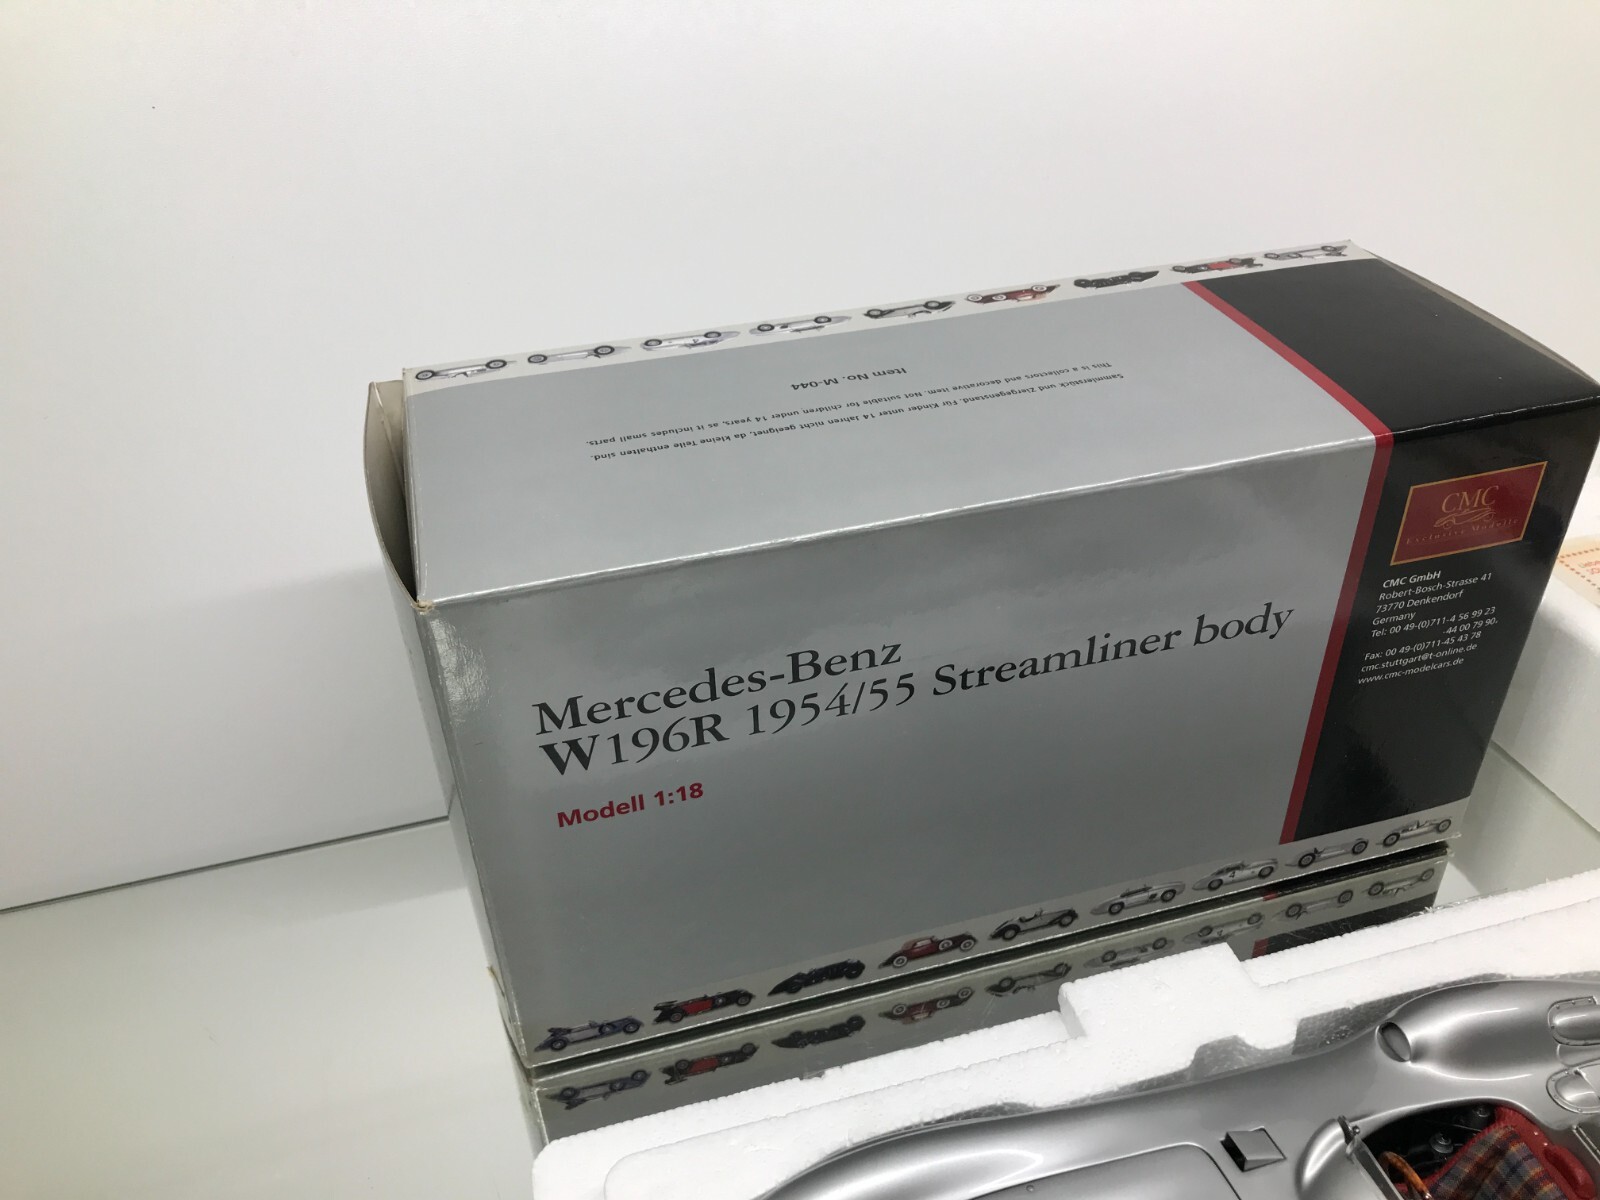 Item No. M-044
This is a collectors and decorative item. Not suitable for children under 14 years, as it includes small parts.
Sammlerstück und Ziergegenstand. Für Kinder unter 14 Jahren nicht geeignet, da kleine Teile enthalten sind.
CMC
Exclusive Modelle
CMC GmbH
Robert-Bosch-Strasse 41
73770 Denkendorf
Germany
Tel: 00 49-(0)711-4 56 99 23
-44 00 79 90-
Fax: 00 49-(0)711-45 43 78
cmc.stuttgart@t-online.de
www.cmc-modelcars.de
Mercedes-Benz
W196R 1954/55 Streamliner body
Modell 1:18